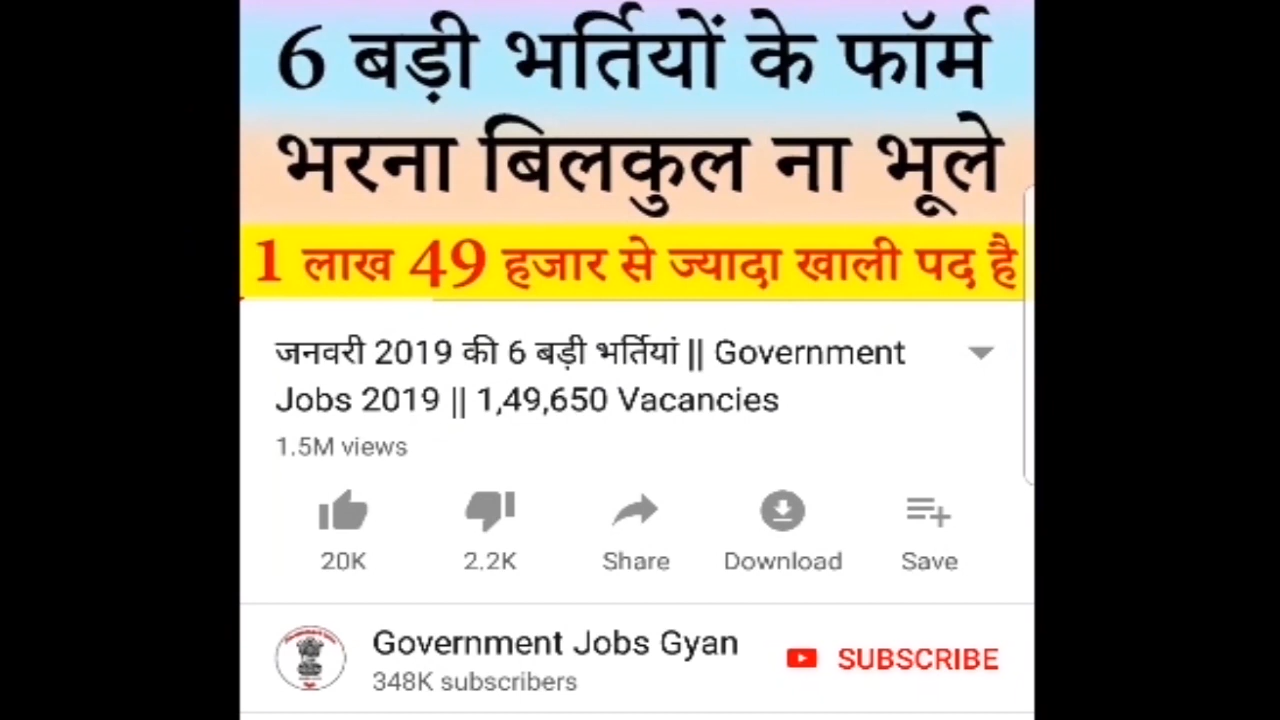 6 बड़ी भर्तियों के फॉर्म
भरना बिलकुल ना भूले
1 लाख 49 हजार से ज्यादा खाली पद है
जनवरी 2019 की 6 बड़ी भर्तियां || Government
Jobs 2019 || 1,49,650 Vacancies
1.5M views
20K 2.2K Share Download Save
Government Jobs Gyan
348K subscribers
SUBSCRIBE